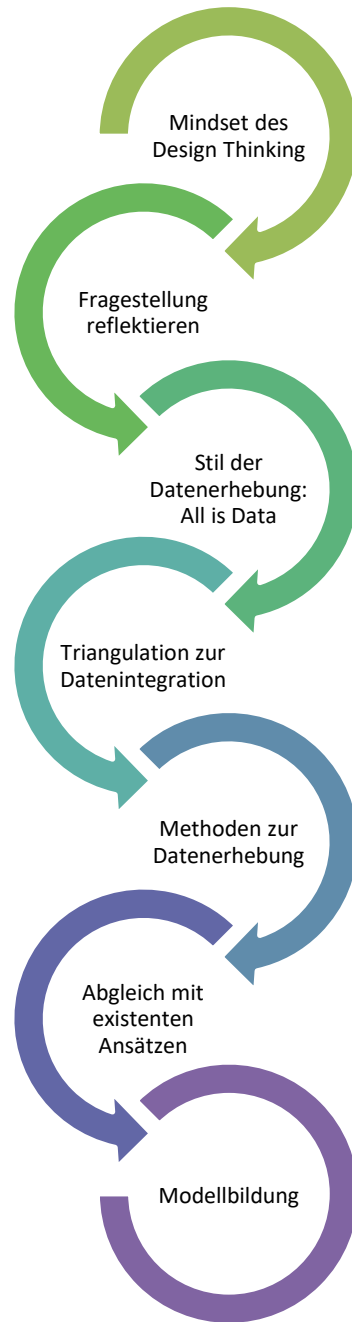 Mindset des
Design Thinking
Fragestellung
reflektieren
Stil der
Datenerhebung:
All is Data
Triangulation zur
Datenintegration
Methoden zur
Datenerhebung
Abgleich mit
existenten
Ansätzen
Modellbildung